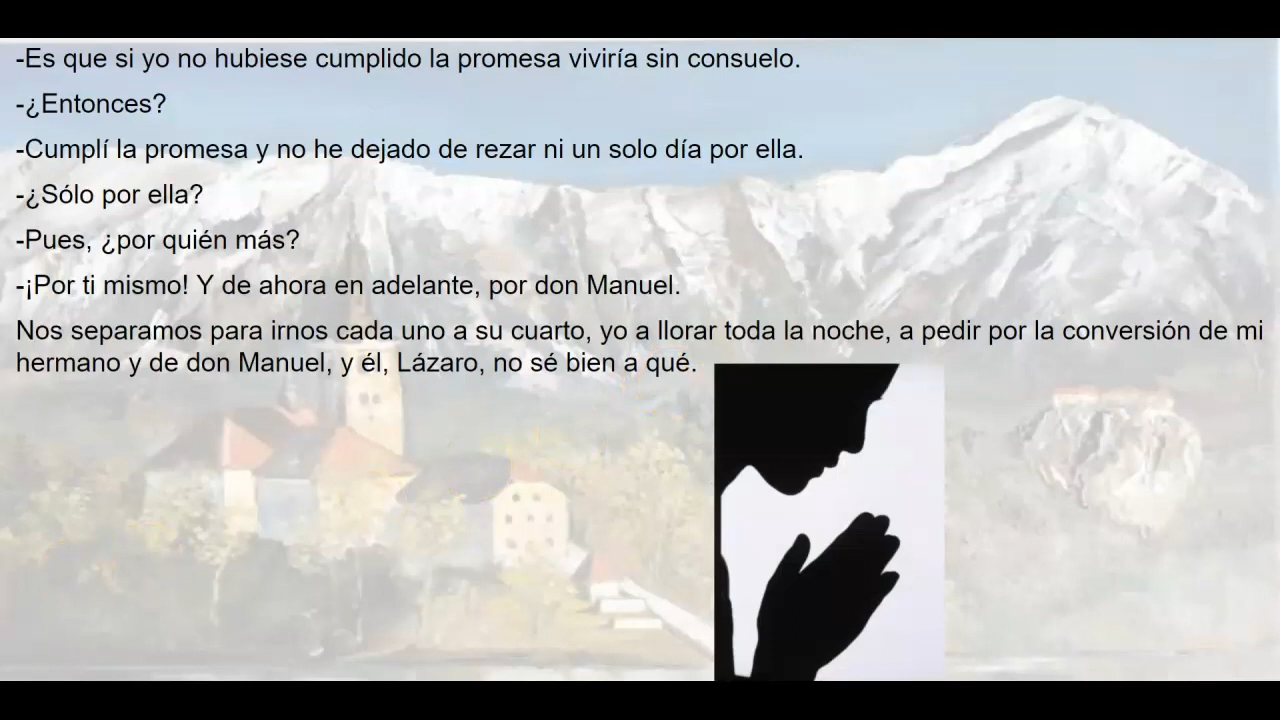 -Es que si yo no hubiese cumplido la promesa viviría sin consuelo.
-¿Entonces?
-Cumplí la promesa y no he dejado de rezar ni un solo día por ella.
-¿Sólo por ella?
-Pues, ¿por quién más?
-¡Por ti mismo! Y de ahora en adelante, por don Manuel.
Nos separamos para irnos cada uno a su cuarto, yo a llorar toda la noche, a pedir por la conversión de mi
hermano y de don Manuel, y él, Lázaro, no sé bien a qué.